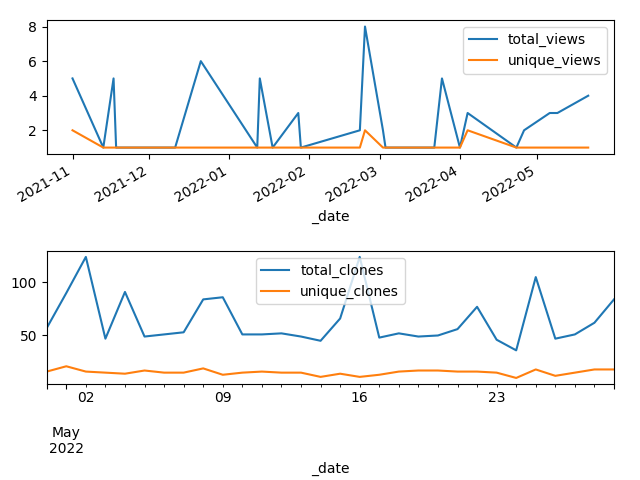 8
6
4
2
total_views
unique_views
2021-11
2021-12
2022-01
2022-02
2022-03
2022-04
2022-05
_date
100
50
total_clones
unique_clones
02
09
16
23
May
2022
_date